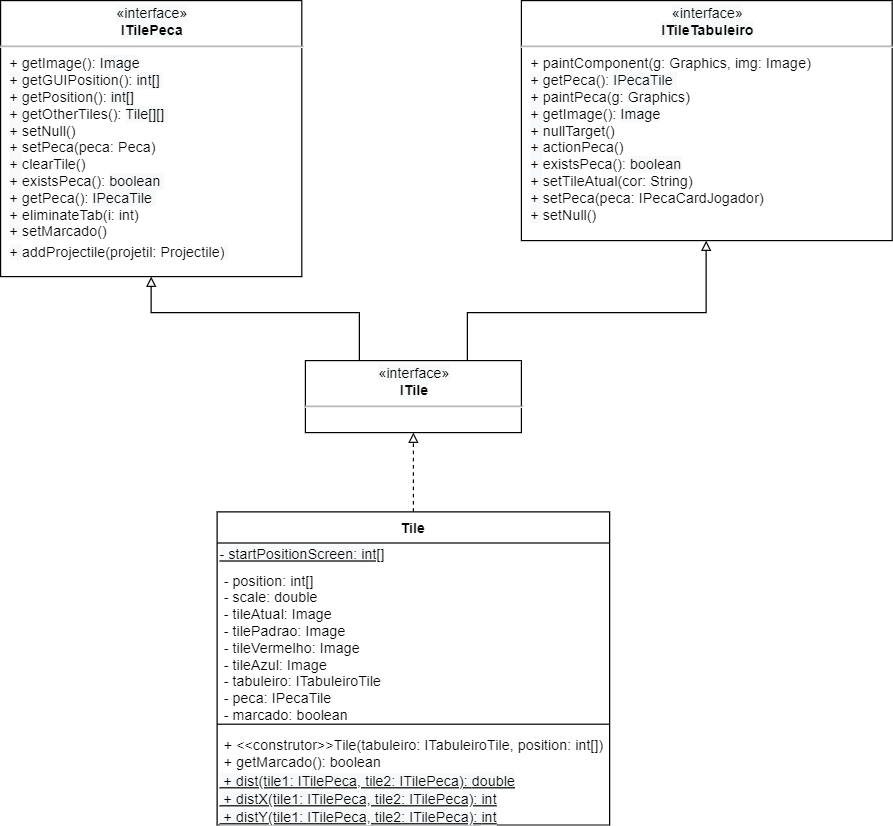 «interface»
ITilePeca
+ getImage(): Image
+ getGUIPosition(): int[]
+ getPosition(): int[]
+ getOtherTiles(): Tile[][]
+ setNull()
+ setPeca(peca: Peca)
+ clearTile()
+ existsPeca(): boolean
+ getPeca(): IPecaTile
+ eliminateTab(i: int)
+ setMarcado()
+ addProjectile(projetil: Projectile)
«interface»
ITileTabuleiro
+ paintComponent(g: Graphics, img: Image)
+ getPeca(): IPecaTile
+ paintPeca(g: Graphics)
+ getImage(): Image
+ nullTarget()
+ actionPeca()
+ existsPeca(): boolean
+ setTileAtual(cor: String)
+ setPeca(peca: IPecaCardJogador)
+ setNull()
«interface»
ITile
Tile
- startPositionScreen: int[]
- position: int[]
- scale: double
- tileAtual: Image
- tilePadrao: Image
- tileVermelho: Image
- tileAzul: Image
- tabuleiro: ITabuleiroTile
- peca: IPecaTile
- marcado: boolean
+ <<construtor>>Tile(tabuleiro: ITabuleiroTile, position: int[])
+ getMarcado(): boolean
+ dist(tile1: ITilePeca, tile2: ITilePeca): double
+ distX(tile1: ITilePeca, tile2: ITilePeca): int
+ distY(tile1: ITilePeca, tile2: ITilePeca): int